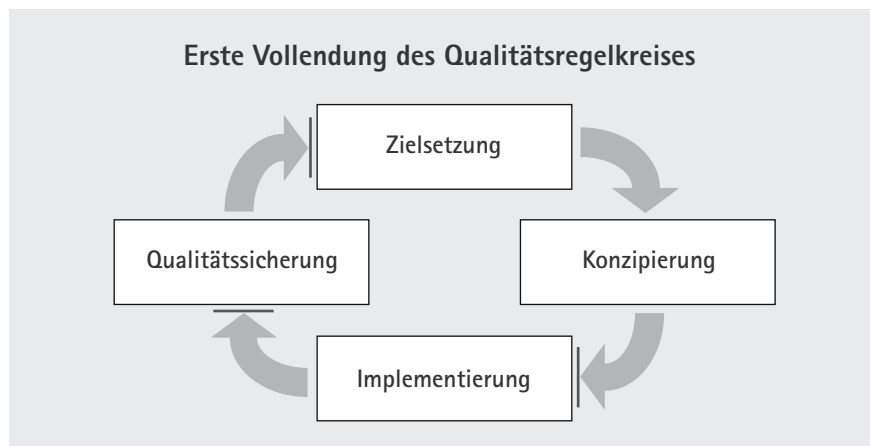 Erste Vollendung des Qualitätsregelkreises
Zielsetzung
Qualitätssicherung
Konzipierung
Implementierung